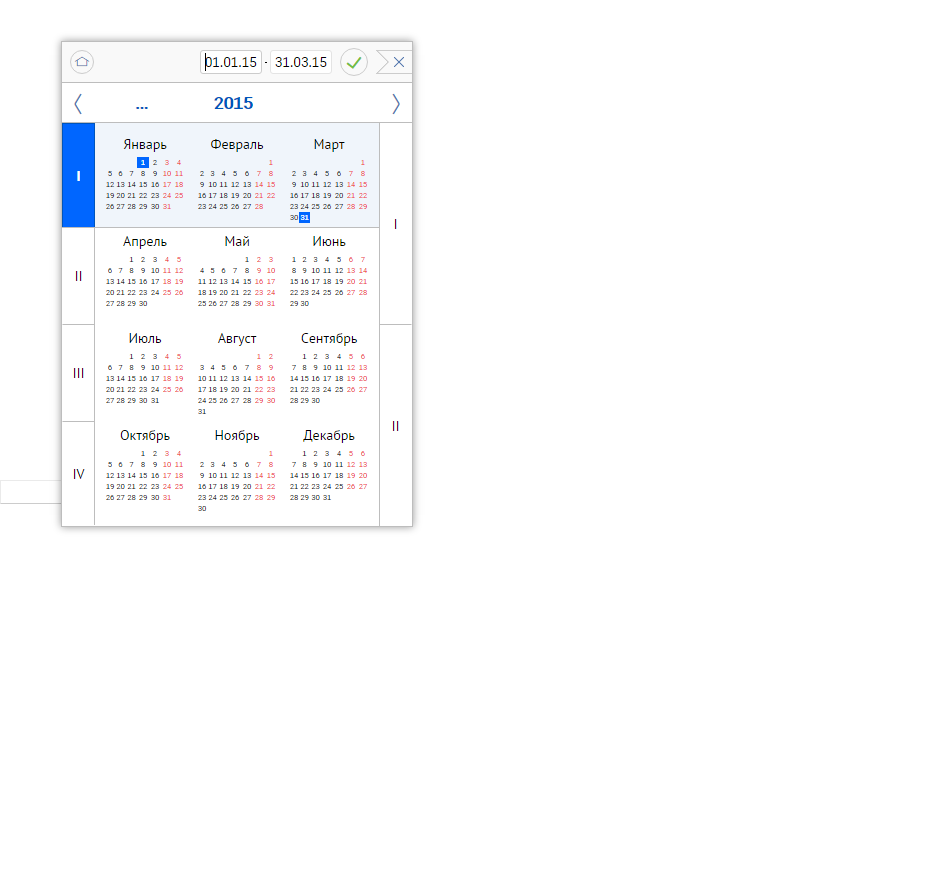 01.01.15 - 31.03.15
... 2015
Январь Февраль Март
I
1 2 3 4 1 1
5 6 7 8 9 10 11 2 3 4 5 6 7 8 2 3 4 5 6 7 8
12 13 14 15 16 17 18 9 10 11 12 13 14 15 9 10 11 12 13 14 15
19 20 21 22 23 24 25 16 17 18 19 20 21 22 16 17 18 19 20 21 22
26 27 28 29 30 31 23 24 25 26 27 28 23 24 25 26 27 28 29
30 31
I
Апрель Май Июнь
II
1 2 3 4 5 1 2 3 1 2 3 4 5 6 7
6 7 8 9 10 11 12 4 5 6 7 8 9 10 8 9 10 11 12 13 14
13 14 15 16 17 18 19 11 12 13 14 15 16 17 15 16 17 18 19 20 21
20 21 22 23 24 25 26 18 19 20 21 22 23 24 22 23 24 25 26 27 28
27 28 29 30 25 26 27 28 29 30 31 29 30
Июль Август Сентябрь
III
1 2 3 4 5 1 2 1 2 3 4 5 6
6 7 8 9 10 11 12 3 4 5 6 7 8 9 7 8 9 10 11 12 13
13 14 15 16 17 18 19 10 11 12 13 14 15 16 14 15 16 17 18 19 20
20 21 22 23 24 25 26 17 18 19 20 21 22 23 21 22 23 24 25 26 27
27 28 29 30 31 24 25 26 27 28 29 30 28 29 30
31
II
Октябрь Ноябрь Декабрь
IV
1 2 3 4 1 1 2 3 4 5 6
5 6 7 8 9 10 11 2 3 4 5 6 7 8 7 8 9 10 11 12 13
12 13 14 15 16 17 18 9 10 11 12 13 14 15 14 15 16 17 18 19 20
19 20 21 22 23 24 25 16 17 18 19 20 21 22 21 22 23 24 25 26 27
26 27 28 29 30 31 23 24 25 26 27 28 29 28 29 30 31
30